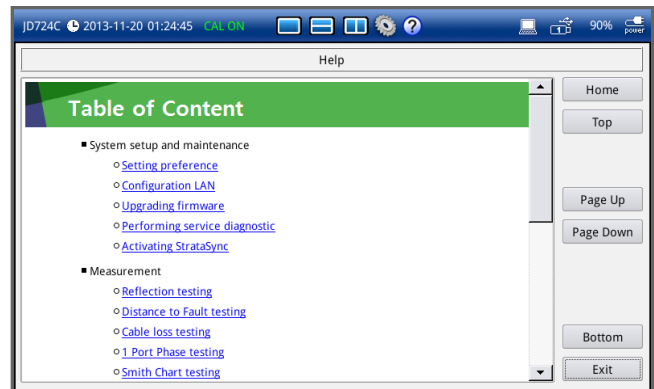 JD724C 2013-11-20 01:24:45 CAL ON ? 90% power
Help
Table of Content
System setup and maintenance
Setting preference
Configuration LAN
Upgrading firmware
Performing service diagnostic
Activating StrataSync
Measurement
Reflection testing
Distance to Fault testing
Cable loss testing
1 Port Phase testing
Smith Chart testing
Home
Top
Page Up
Page Down
Bottom
Exit